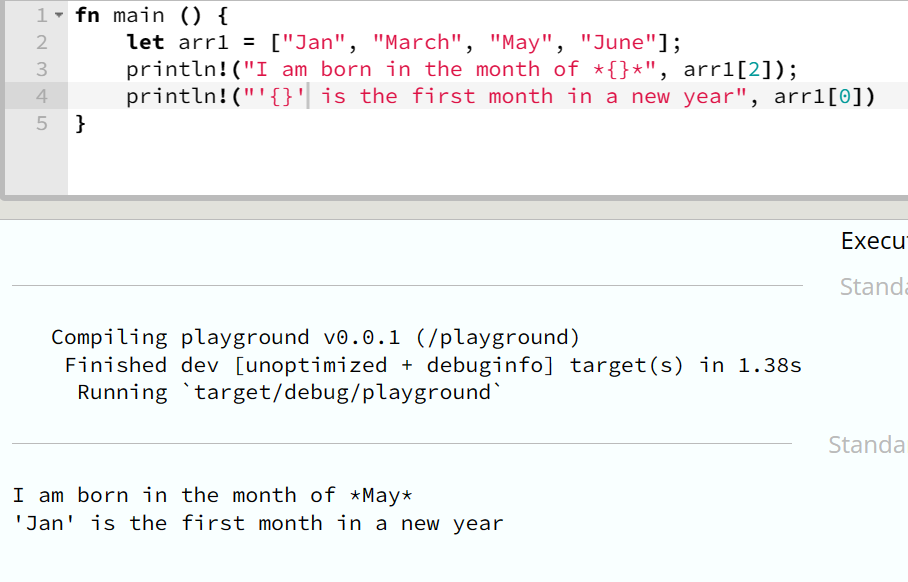 1 fn main () {
2     let arr1 = ["Jan", "March", "May", "June"];
3     println!("I am born in the month of *{}*", arr1[2]);
4     println!("'{}' is the first month in a new year", arr1[0])
5 }
Execu
Standa
Compiling playground v0.0.1 (/playground)
Finished dev [unoptimized + debuginfo] target(s) in 1.38s
Running `target/debug/playground`
Standa
I am born in the month of *May*
'Jan' is the first month in a new year